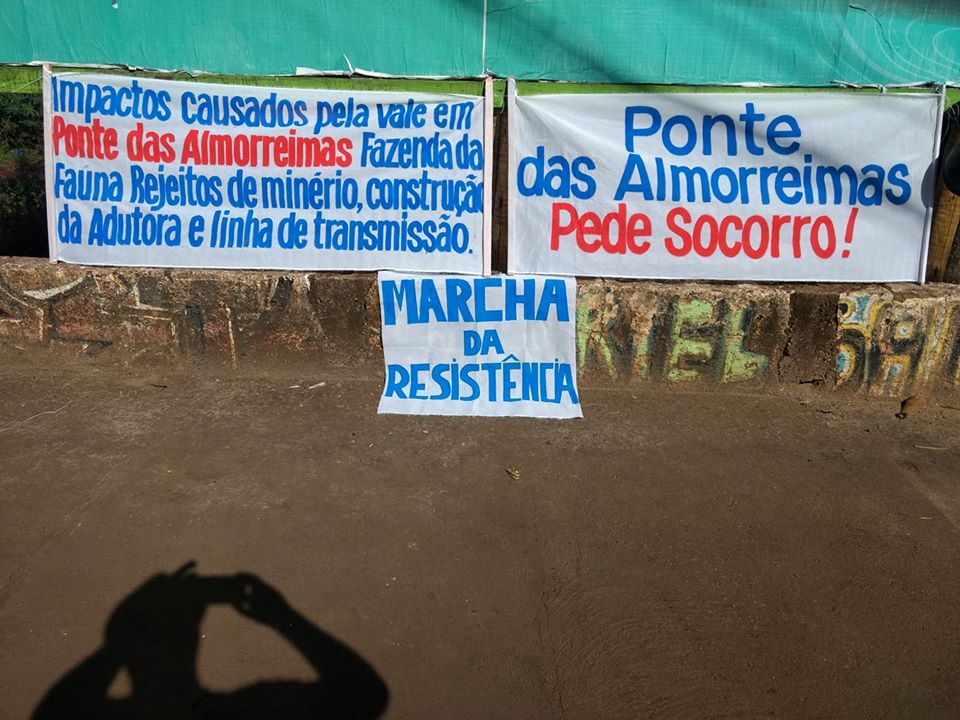 Impactos causados pela vale em
Ponte das Almorreimas Fazenda da
Fauna Rejeitos de minério, construção
da Adutora e linha de transmissão.
Ponte
das Almorreimas
Pede Socorro!
MARCHA
DA
RESISTÊNCIA